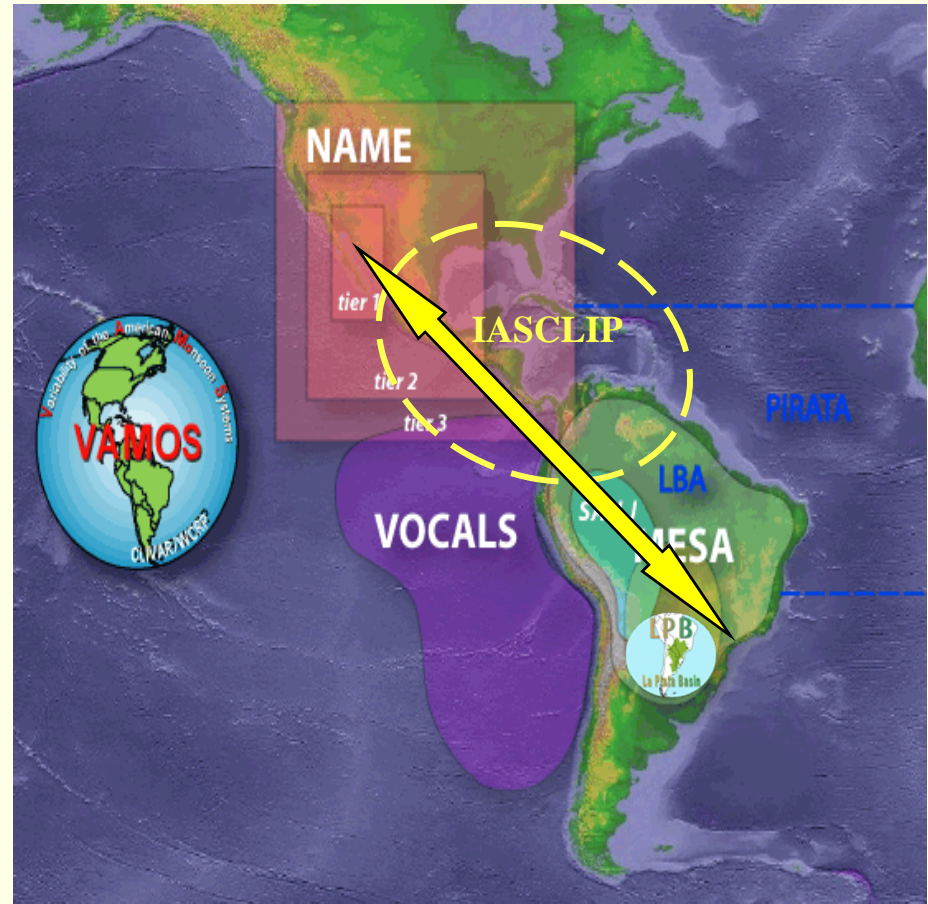 NAME
tier 1
tier 2
tier 3
IASCLIP
PIRATA
LBA
MESA
VOCALS
LPB
La Plata Basin
Variability of the American Monsoon Systems
VAMOS
CLIVAR/WCRP